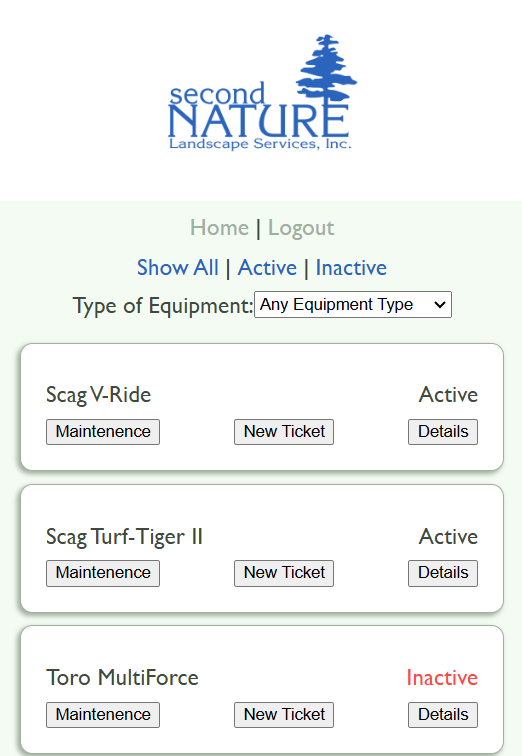 second
NATURE
Landscape Services, Inc.
Home | Logout
Show All | Active | Inactive
Type of Equipment: Any Equipment Type
Scag V-Ride Active
Maintenence New Ticket Details
Scag Turf-Tiger II Active
Maintenence New Ticket Details
Toro MultiForce Inactive
Maintenence New Ticket Details